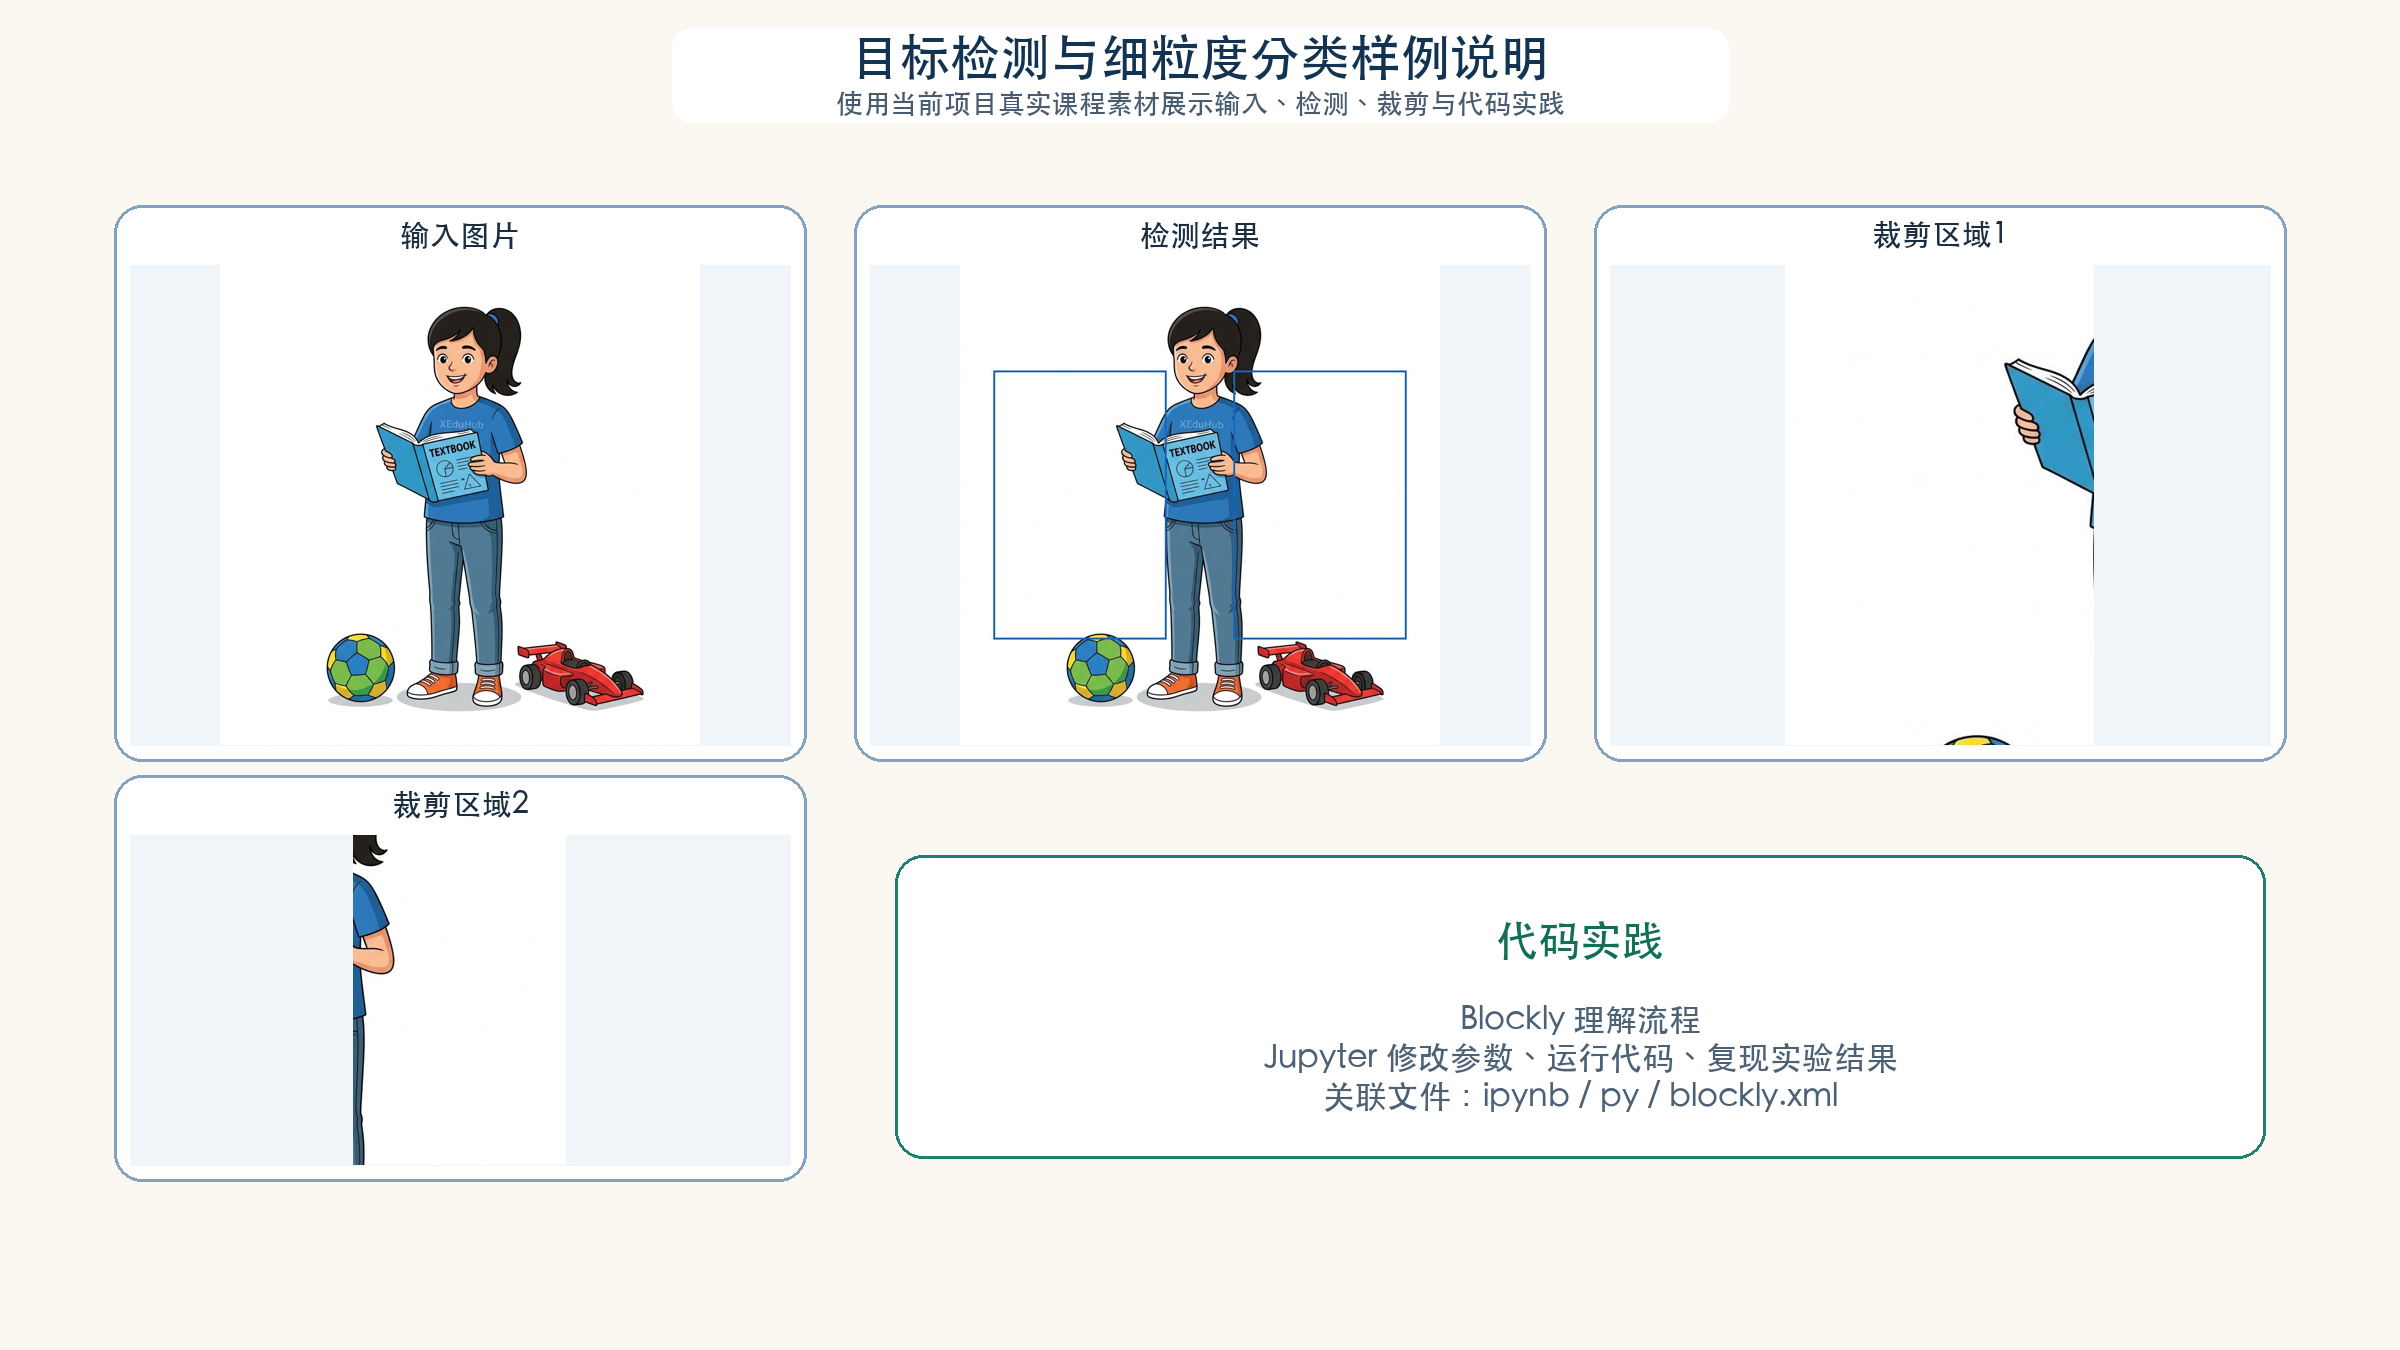 目标检测与细粒度分类样例说明
使用当前项目真实课程素材展示输入、检测、裁剪与代码实践
输入图片
XEduHub
TEXTBOOK
检测结果
XEduHub
TEXTBOOK
裁剪区域1
裁剪区域2
代码实践
Blockly 理解流程
Jupyter 修改参数、运行代码、复现实验结果
关联文件：ipynb / py / blockly.xml